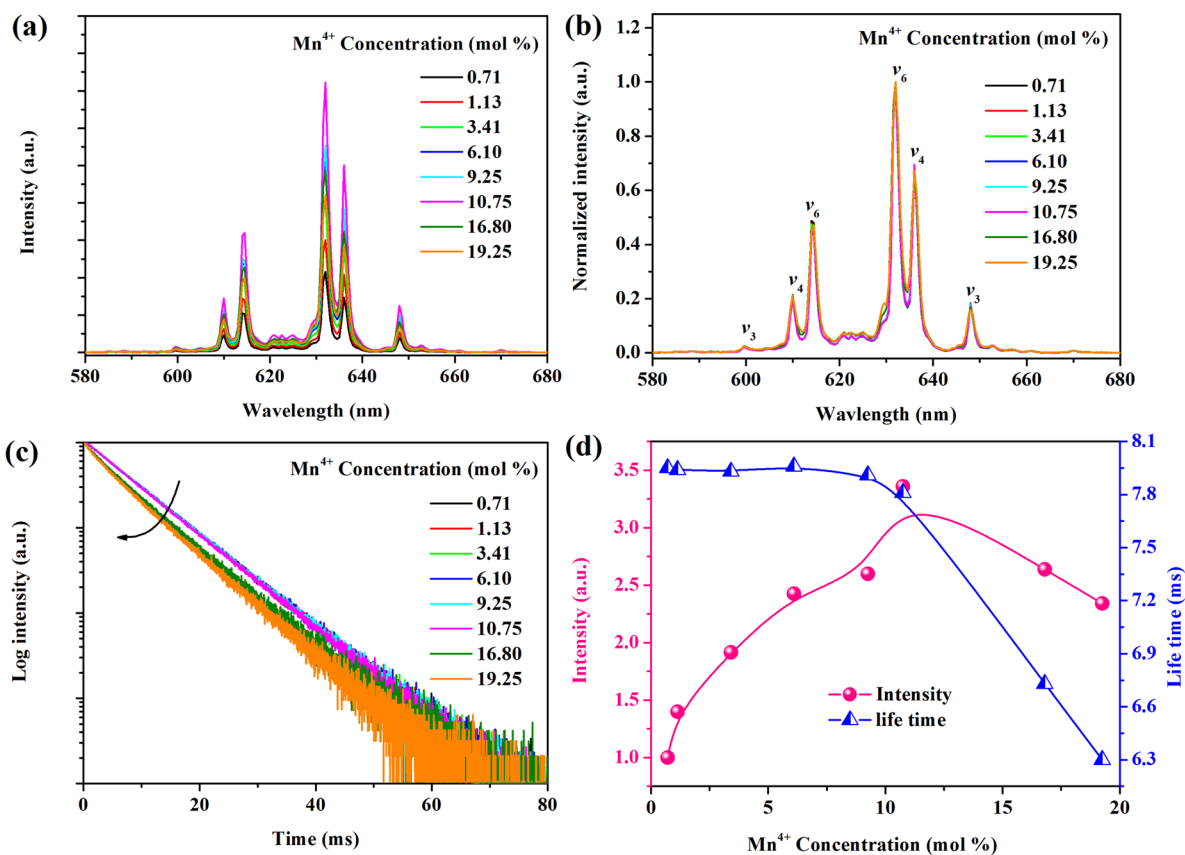 (a)
Mn4+ Concentration (mol %)
0.71
1.13
3.41
6.10
9.25
10.75
16.80
19.25
Intensity (a.u.)
580 600 620 640 660 680
Wavelength (nm)
(b)
Mn4+ Concentration (mol %)
0.71
1.13
3.41
6.10
9.25
10.75
16.80
19.25
ν3
ν4
ν6
ν6
ν4
ν3
1.2
1.0
0.8
0.6
0.4
0.2
0.0
Normalized intensity (a.u.)
580 600 620 640 660 680
Wavlength (nm)
(c)
Mn4+ Concentration (mol %)
0.71
1.13
3.41
6.10
9.25
10.75
16.80
19.25
Log intensity (a.u.)
0 20 40 60 80
Time (ms)
(d)
3.5
3.0
2.5
2.0
1.5
1.0
Intensity (a.u.)
Intensity
life time
8.1
7.8
7.5
7.2
6.9
6.6
6.3
Life time (ms)
0 5 10 15 20
Mn4+ Concentration (mol %)